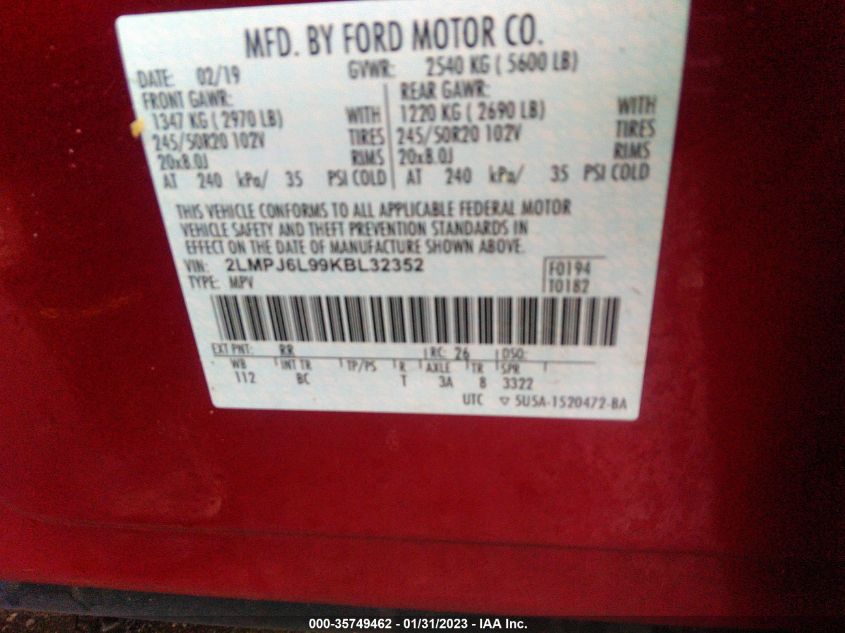 MFD. BY FORD MOTOR CO.
DATE: 02/19 GVWR: 2540 KG ( 5600 LB)
FRONT GAWR: REAR GAWR:
1347 KG ( 2970 LB) WITH 1220 KG ( 2690 LB) WITH
245/50R20 102V TIRES 245/50R20 102V TIRES
20x8.0J RIMS 20x8.0J RIMS
AT 240 kPa/ 35 PSI COLD AT 240 kPa/ 35 PSI COLD
THIS VEHICLE CONFORMS TO ALL APPLICABLE FEDERAL MOTOR
VEHICLE SAFETY AND THEFT PREVENTION STANDARDS IN
EFFECT ON THE DATE OF MANUFACTURE SHOWN ABOVE.
VIN: 2LMPJ6L99KBL32352 F0194
TYPE: MPV T0182
EXT PNT: RR RC: 26 DSO:
WB INT TR TP/PS R AXLE TR SPR
112 BC T 3A 8 3322
UTC ▽ 5U5A-1520472-BA
000-35749462 - 01/31/2023 - IAA Inc.